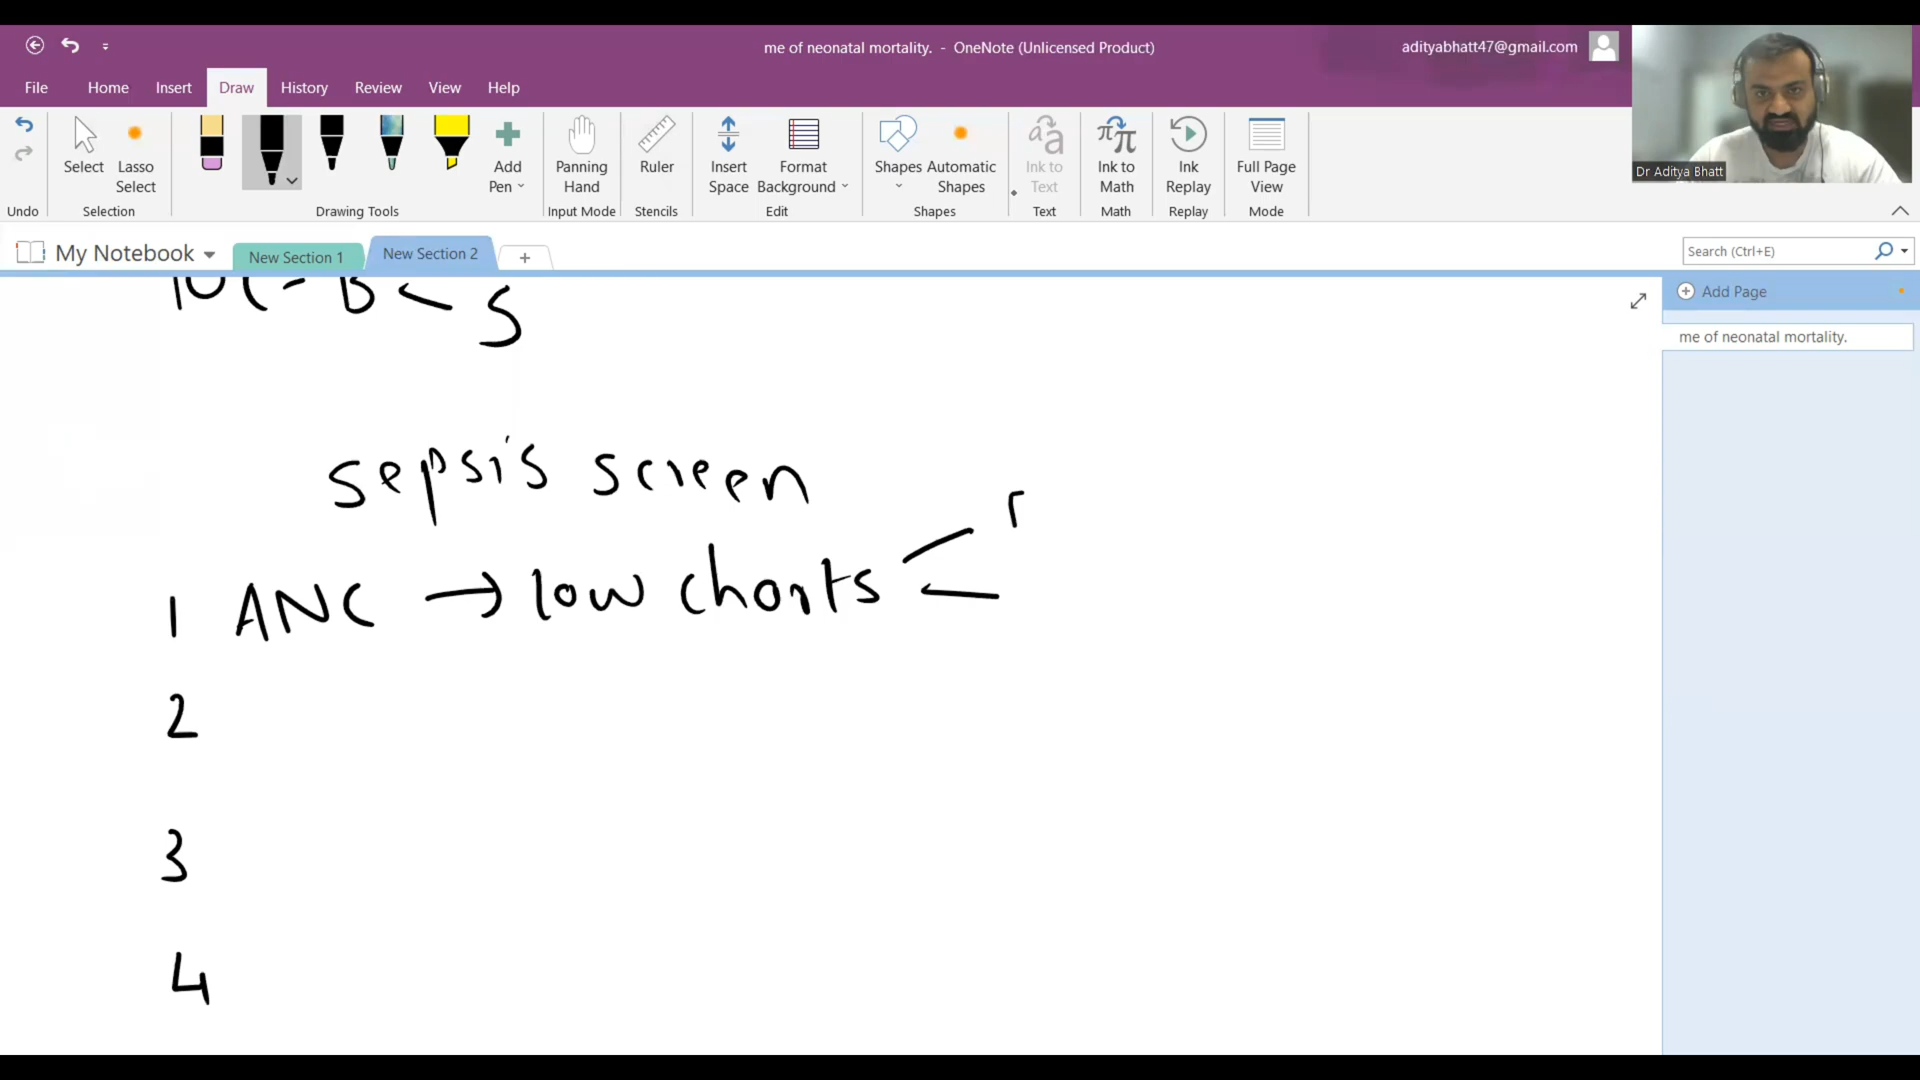 me of neonatal mortality. - OneNote (Unlicensed Product)
adityabhatt47@gmail.com
File Home Insert Draw History Review View Help
Select
Lasso Select
Add Pen
Panning Hand
Ruler
Insert Space
Format Background
Shapes
Automatic Shapes
Ink to Text
Ink to Math
Ink Replay
Full Page View
Undo Selection Drawing Tools Input Mode Stencils Edit Shapes Text Math Replay Mode
Dr Aditya Bhatt
My Notebook New Section 1 New Section 2 +
Search (Ctrl+E)
Add Page
me of neonatal mortality.
S
sepsis screen
1 ANC → low charts
2
3
4